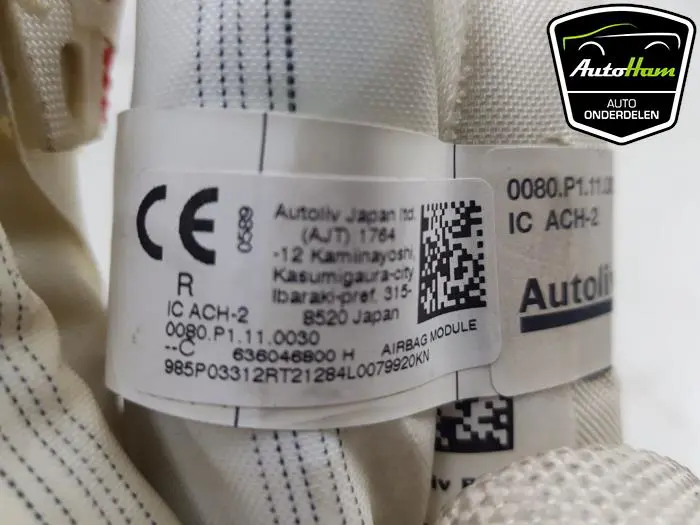 AutoHam
AUTO
ONDERDELEN
CE
0589
R
IC ACH-2
0080.P1.11.0030
--C
636046800 H
985P03312RT21284L0079920KN
Autoliv Japan ltd.
(AJT) 1764
-12 Kamiinayoshi,
Kasumigaura-city
Ibaraki-pref. 315-
8520 Japan
AIRBAG MODULE
0080.P1.11.00
IC ACH-2
Autoliv